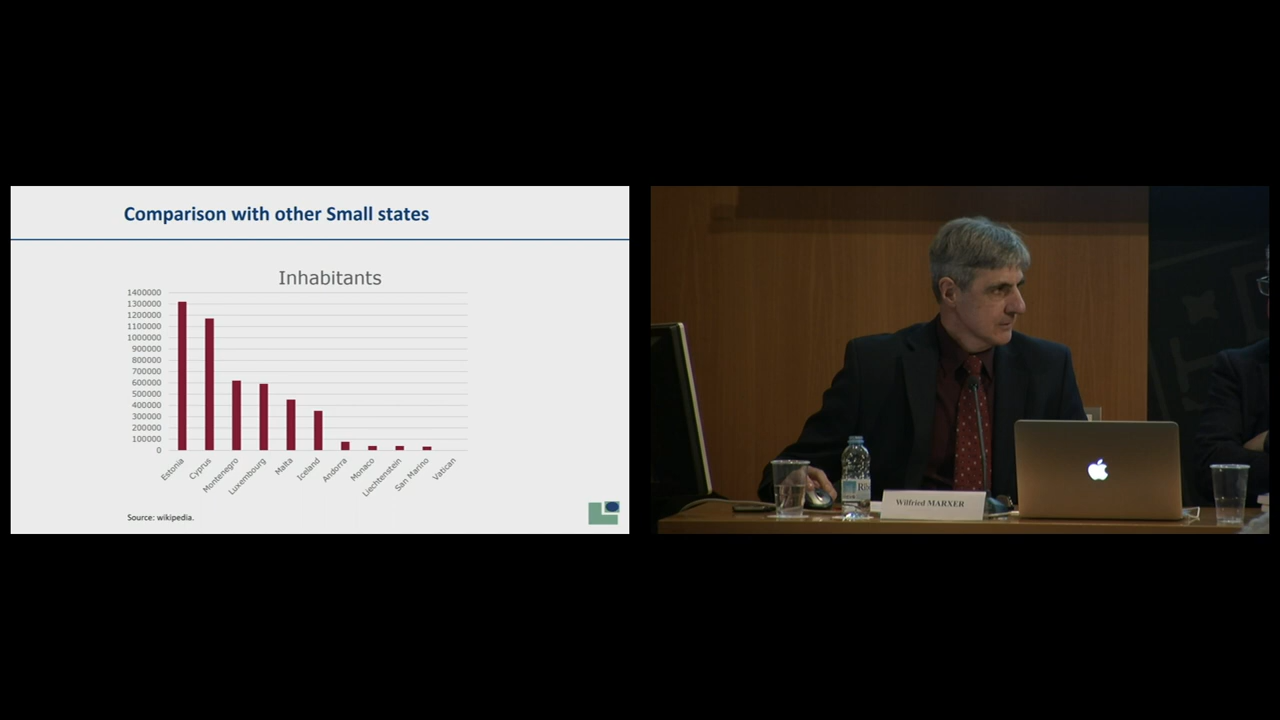 Comparison with other Small states
Inhabitants
1400000
1300000
1200000
1100000
1000000
900000
800000
700000
600000
500000
400000
300000
200000
100000
0
Estonia
Cyprus
Montenegro
Luxembourg
Malta
Iceland
Andorra
Monaco
Liechtenstein
San Marino
Vatican
Source: wikipedia.
Wilfried MARXER